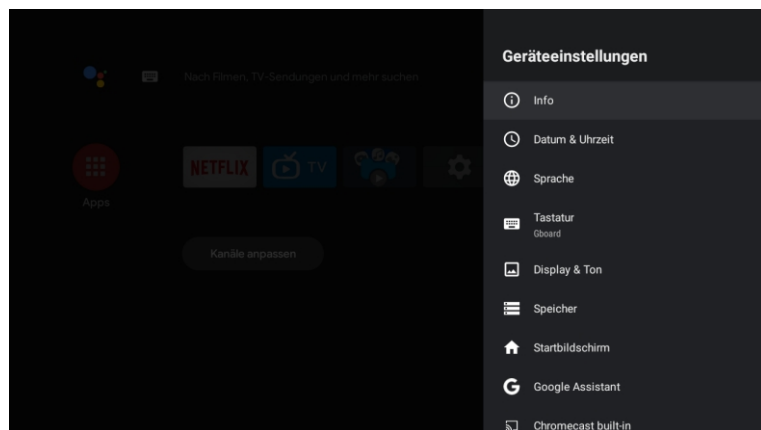 Geräteeinstellungen
Nach Filmen, TV-Sendungen und mehr suchen
Info
Datum & Uhrzeit
NETFLIX
TV
Sprache
Apps
Tastatur
Gboard
Kanäle anpassen
Display & Ton
Speicher
Startbildschirm
Google Assistant
Chromecast built-in